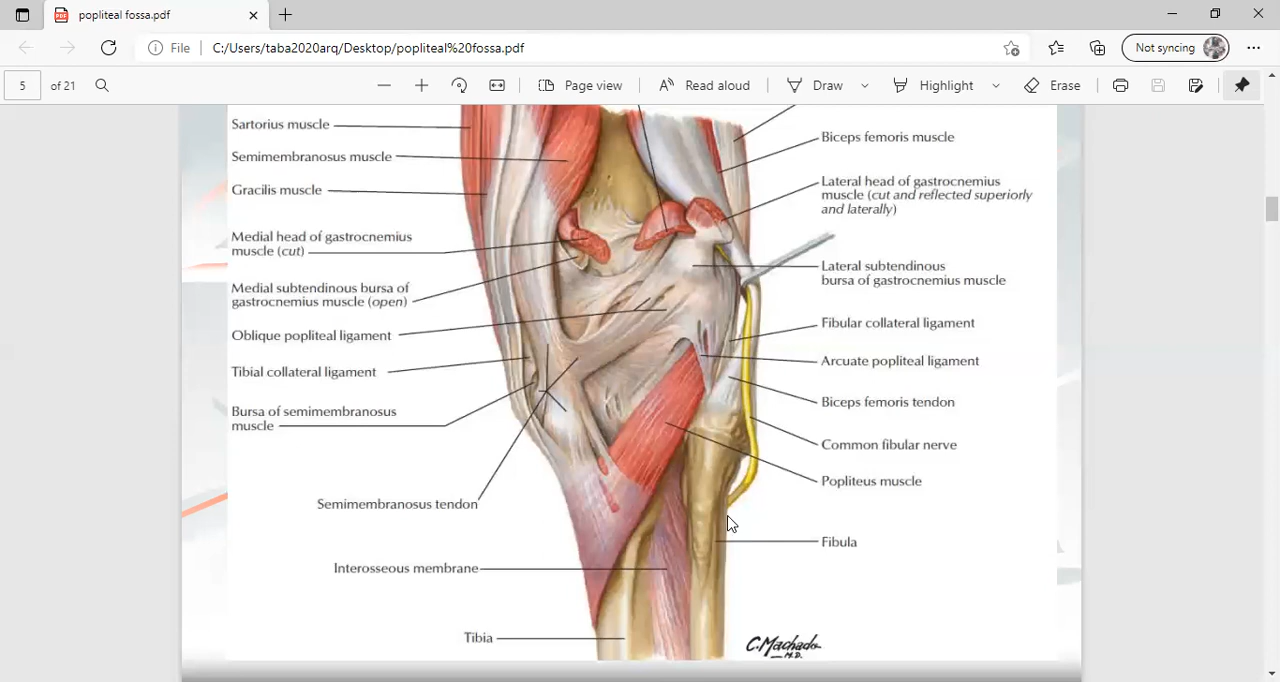 popliteal fossa.pdf
File
C:/Users/taba2020arq/Desktop/popliteal%20fossa.pdf
Not syncing
5 of 21
Page view
Read aloud
Draw
Highlight
Erase
Sartorius muscle
Semimembranosus muscle
Gracilis muscle
Medial head of gastrocnemius
muscle (cut)
Medial subtendinous bursa of
gastrocnemius muscle (open)
Oblique popliteal ligament
Tibial collateral ligament
Bursa of semimembranosus
muscle
Semimembranosus tendon
Interosseous membrane
Tibia
Biceps femoris muscle
Lateral head of gastrocnemius
muscle (cut and reflected superiorly
and laterally)
Lateral subtendinous
bursa of gastrocnemius muscle
Fibular collateral ligament
Arcuate popliteal ligament
Biceps femoris tendon
Common fibular nerve
Popliteus muscle
Fibula
C.Machado
M.D.